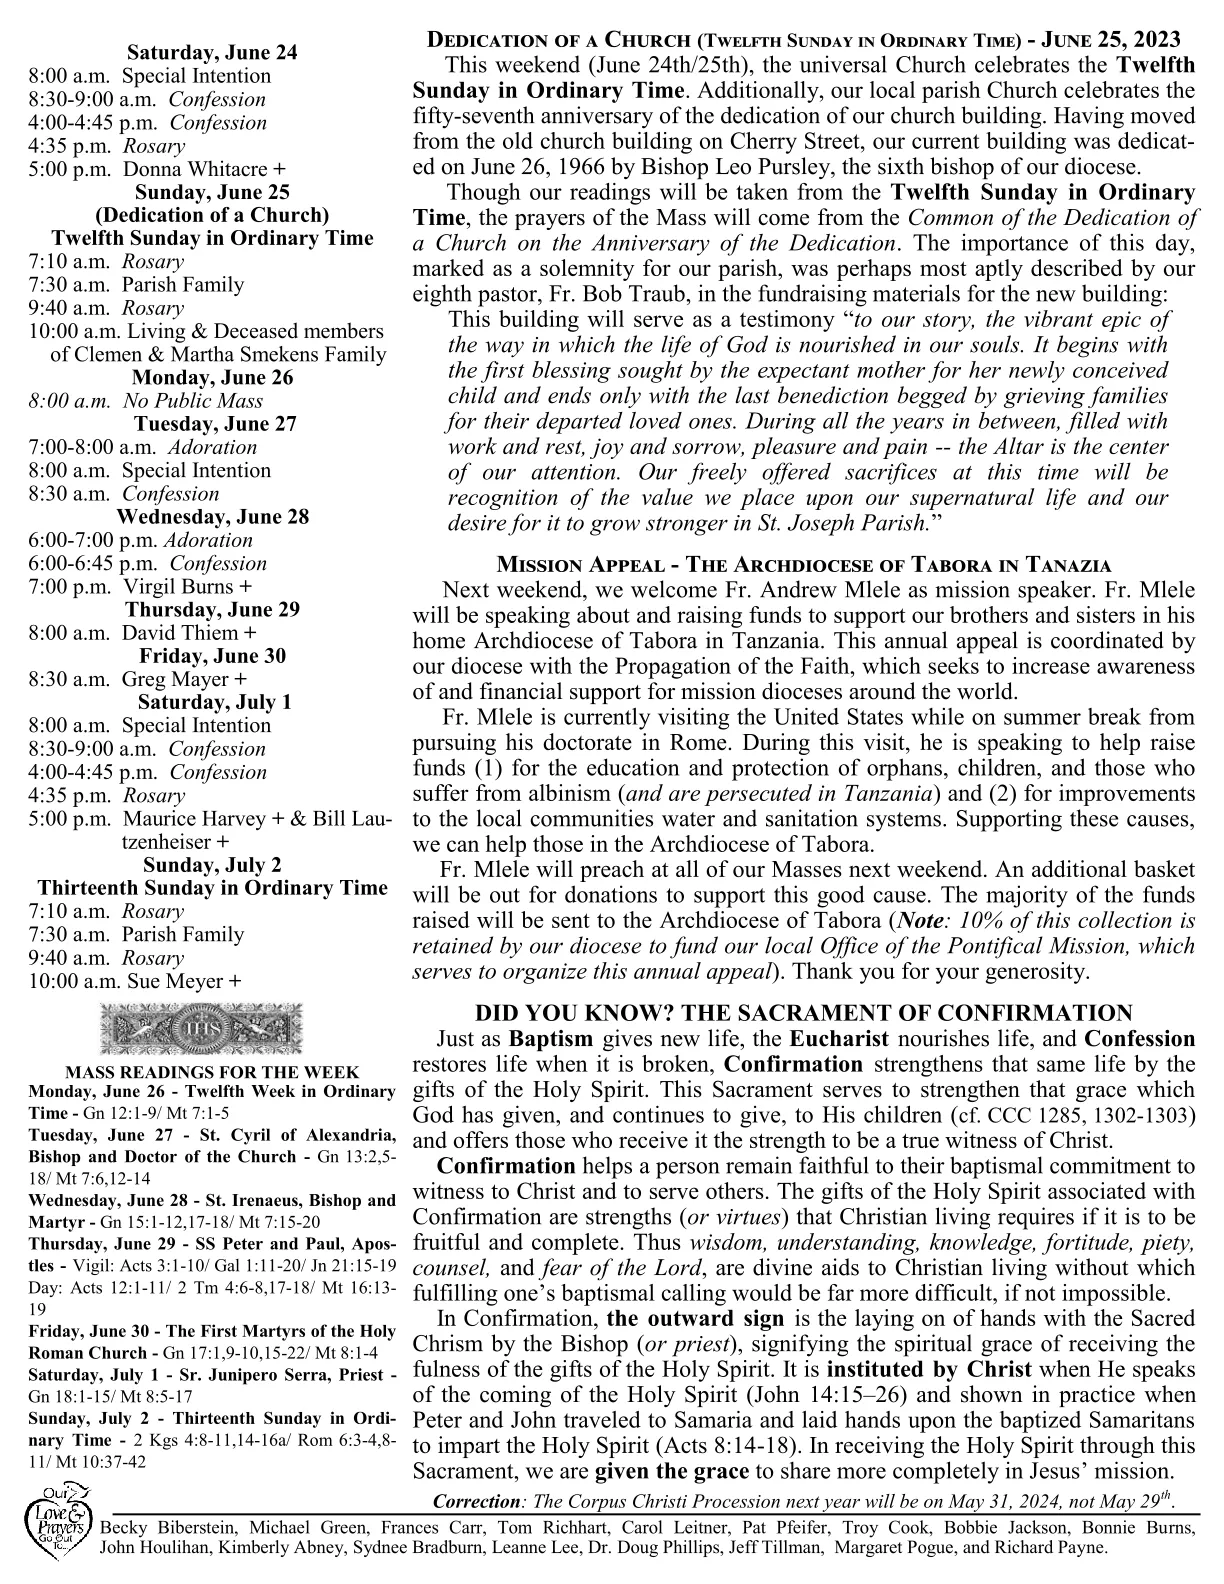 Saturday, June 24
8:00 a.m. Special Intention
8:30-9:00 a.m. Confession
4:00-4:45 p.m. Confession
4:35 p.m. Rosary
5:00 p.m. Donna Whitacre +
Sunday, June 25
(Dedication of a Church)
Twelfth Sunday in Ordinary Time
7:10 a.m. Rosary
7:30 a.m. Parish Family
9:40 a.m. Rosary
10:00 a.m. Living & Deceased members
of Clemen & Martha Smekens Family
Monday, June 26
8:00 a.m. No Public Mass
Tuesday, June 27
7:00-8:00 a.m. Adoration
8:00 a.m. Special Intention
8:30 a.m. Confession
Wednesday, June 28
6:00-7:00 p.m. Adoration
6:00-6:45 p.m. Confession
7:00 p.m. Virgil Burns +
Thursday, June 29
8:00 a.m. David Thiem +
Friday, June 30
8:30 a.m. Greg Mayer +
Saturday, July 1
8:00 a.m. Special Intention
8:30-9:00 a.m. Confession
4:00-4:45 p.m. Confession
4:35 p.m. Rosary
5:00 p.m. Maurice Harvey + & Bill Lau-
tzenheiser +
Sunday, July 2
Thirteenth Sunday in Ordinary Time
7:10 a.m. Rosary
7:30 a.m. Parish Family
9:40 a.m. Rosary
10:00 a.m. Sue Meyer +
IHS
MASS READINGS FOR THE WEEK
Monday, June 26 - Twelfth Week in Ordinary
Time - Gn 12:1-9/ Mt 7:1-5
Tuesday, June 27 - St. Cyril of Alexandria,
Bishop and Doctor of the Church - Gn 13:2,5-
18/ Mt 7:6,12-14
Wednesday, June 28 - St. Irenaeus, Bishop and
Martyr - Gn 15:1-12,17-18/ Mt 7:15-20
Thursday, June 29 - SS Peter and Paul, Apos-
tles - Vigil: Acts 3:1-10/ Gal 1:11-20/ Jn 21:15-19
Day: Acts 12:1-11/ 2 Tm 4:6-8,17-18/ Mt 16:13-
19
Friday, June 30 - The First Martyrs of the Holy
Roman Church - Gn 17:1,9-10,15-22/ Mt 8:1-4
Saturday, July 1 - Sr. Junipero Serra, Priest -
Gn 18:1-15/ Mt 8:5-17
Sunday, July 2 - Thirteenth Sunday in Ordi-
nary Time - 2 Kgs 4:8-11,14-16a/ Rom 6:3-4,8-
11/ Mt 10:37-42
Dedication of a Church (Twelfth Sunday in Ordinary Time) - June 25, 2023
This weekend (June 24th/25th), the universal Church celebrates the Twelfth
Sunday in Ordinary Time. Additionally, our local parish Church celebrates the
fifty-seventh anniversary of the dedication of our church building. Having moved
from the old church building on Cherry Street, our current building was dedicat-
ed on June 26, 1966 by Bishop Leo Pursley, the sixth bishop of our diocese.
Though our readings will be taken from the Twelfth Sunday in Ordinary
Time, the prayers of the Mass will come from the Common of the Dedication of
a Church on the Anniversary of the Dedication. The importance of this day,
marked as a solemnity for our parish, was perhaps most aptly described by our
eighth pastor, Fr. Bob Traub, in the fundraising materials for the new building:
This building will serve as a testimony “to our story, the vibrant epic of
the way in which the life of God is nourished in our souls. It begins with
the first blessing sought by the expectant mother for her newly conceived
child and ends only with the last benediction begged by grieving families
for their departed loved ones. During all the years in between, filled with
work and rest, joy and sorrow, pleasure and pain -- the Altar is the center
of our attention. Our freely offered sacrifices at this time will be
recognition of the value we place upon our supernatural life and our
desire for it to grow stronger in St. Joseph Parish.”
Mission Appeal - The Archdiocese of Tabora in Tanazia
Next weekend, we welcome Fr. Andrew Mlele as mission speaker. Fr. Mlele
will be speaking about and raising funds to support our brothers and sisters in his
home Archdiocese of Tabora in Tanzania. This annual appeal is coordinated by
our diocese with the Propagation of the Faith, which seeks to increase awareness
of and financial support for mission dioceses around the world.
Fr. Mlele is currently visiting the United States while on summer break from
pursuing his doctorate in Rome. During this visit, he is speaking to help raise
funds (1) for the education and protection of orphans, children, and those who
suffer from albinism (and are persecuted in Tanzania) and (2) for improvements
to the local communities water and sanitation systems. Supporting these causes,
we can help those in the Archdiocese of Tabora.
Fr. Mlele will preach at all of our Masses next weekend. An additional basket
will be out for donations to support this good cause. The majority of the funds
raised will be sent to the Archdiocese of Tabora (Note: 10% of this collection is
retained by our diocese to fund our local Office of the Pontifical Mission, which
serves to organize this annual appeal). Thank you for your generosity.
DID YOU KNOW? THE SACRAMENT OF CONFIRMATION
Just as Baptism gives new life, the Eucharist nourishes life, and Confession
restores life when it is broken, Confirmation strengthens that same life by the
gifts of the Holy Spirit. This Sacrament serves to strengthen that grace which
God has given, and continues to give, to His children (cf. CCC 1285, 1302-1303)
and offers those who receive it the strength to be a true witness of Christ.
Confirmation helps a person remain faithful to their baptismal commitment to
witness to Christ and to serve others. The gifts of the Holy Spirit associated with
Confirmation are strengths (or virtues) that Christian living requires if it is to be
fruitful and complete. Thus wisdom, understanding, knowledge, fortitude, piety,
counsel, and fear of the Lord, are divine aids to Christian living without which
fulfilling one’s baptismal calling would be far more difficult, if not impossible.
In Confirmation, the outward sign is the laying on of hands with the Sacred
Chrism by the Bishop (or priest), signifying the spiritual grace of receiving the
fulness of the gifts of the Holy Spirit. It is instituted by Christ when He speaks
of the coming of the Holy Spirit (John 14:15–26) and shown in practice when
Peter and John traveled to Samaria and laid hands upon the baptized Samaritans
to impart the Holy Spirit (Acts 8:14-18). In receiving the Holy Spirit through this
Sacrament, we are given the grace to share more completely in Jesus’ mission.
Correction: The Corpus Christi Procession next year will be on May 31, 2024, not May 29th.
Our
Love &
Prayers
Go Out
To...
Becky Biberstein, Michael Green, Frances Carr, Tom Richhart, Carol Leitner, Pat Pfeifer, Troy Cook, Bobbie Jackson, Bonnie Burns,
John Houlihan, Kimberly Abney, Sydnee Bradburn, Leanne Lee, Dr. Doug Phillips, Jeff Tillman, Margaret Pogue, and Richard Payne.